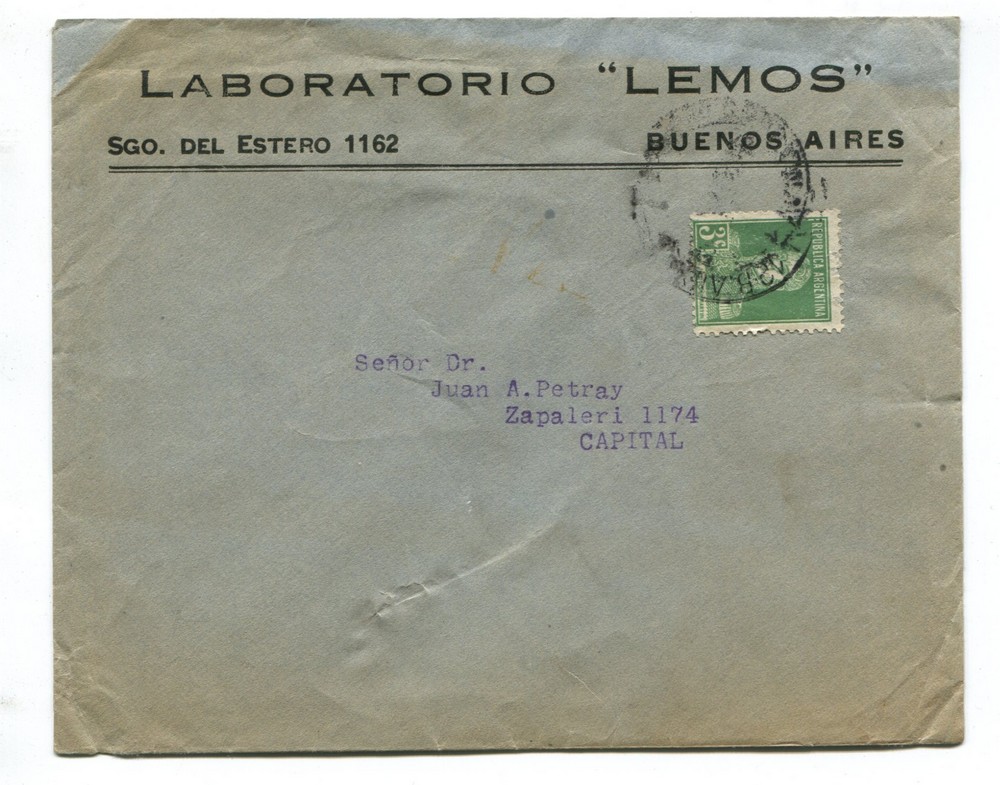 LABORATORIO “LEMOS”
SGO. DEL ESTERO 1162 BUENOS AIRES
3c
REPUBLICA ARGENTINA
Señor Dr.
Juan A.Petray
Zapaleri 1174
CAPITAL